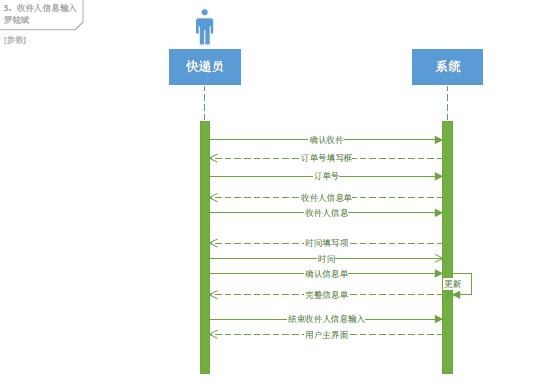 3、收件人信息输入
罗铉斌
[参数]
快递员
系统
确认收件
订单号填写框
订单号
收件人信息单
收件人信息
时间填写项
时间
确认信息单
更新
完整信息单
结束收件人信息输入
用户主界面